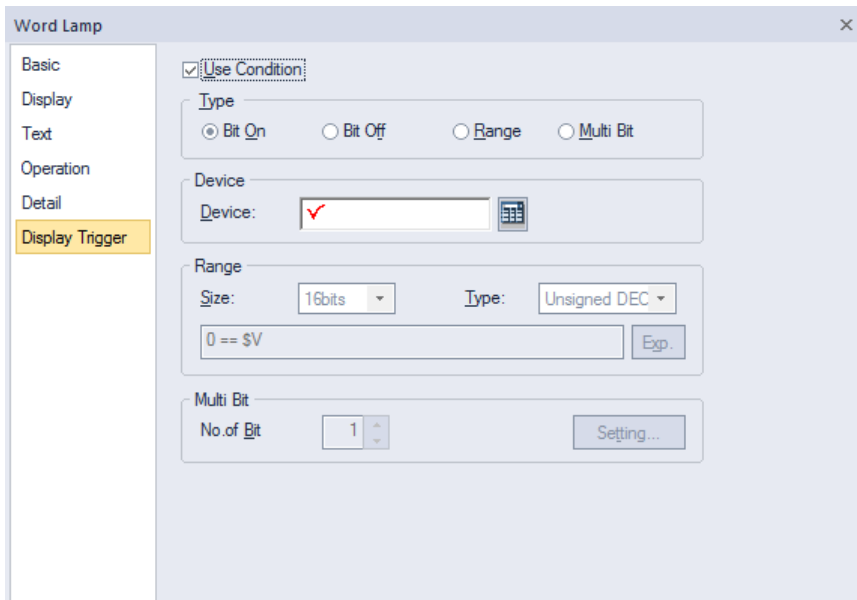 Word Lamp
Basic
Display
Text
Operation
Detail
Display Trigger
Use Condition
Type
Bit On
Bit Off
Range
Multi Bit
Device
Device:
Range
Size:
16bits
Type:
Unsigned DEC
0 == $V
Exp.
Multi Bit
No.of Bit
1
Setting...